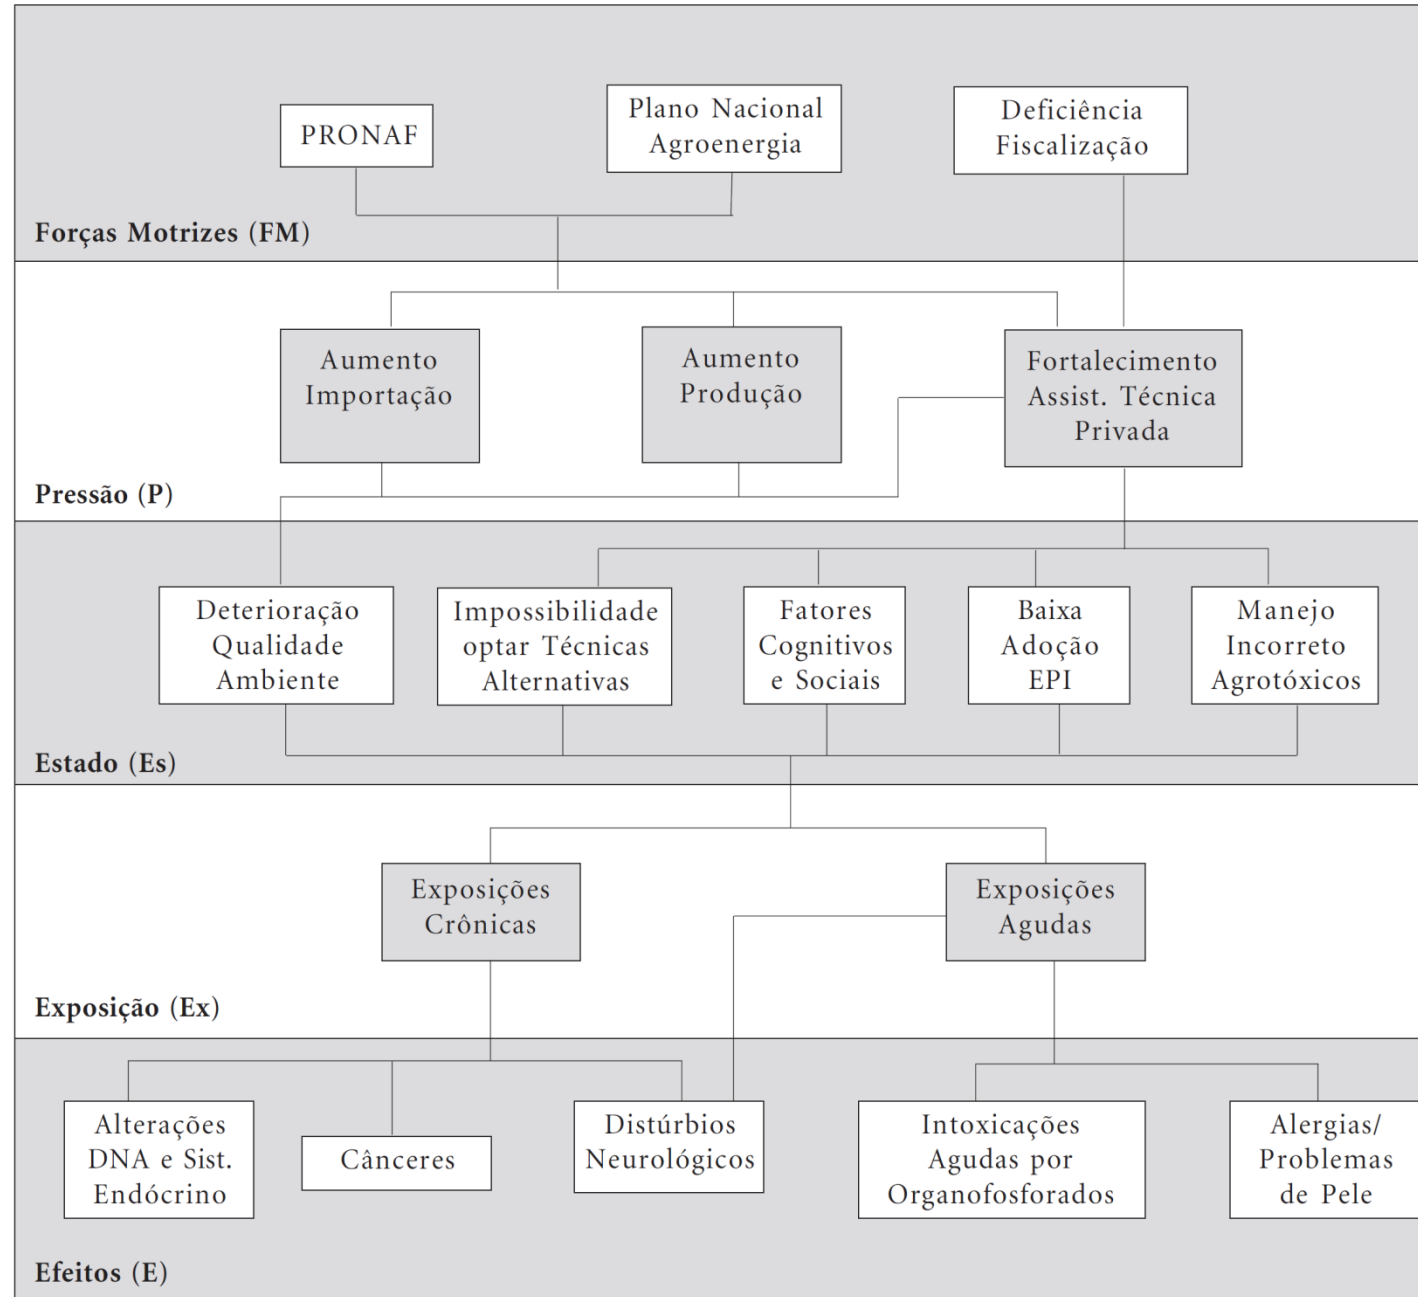 PRONAF
Plano Nacional
Agroenergia
Deficiência
Fiscalização
Forças Motrizes (FM)
Aumento
Importação
Aumento
Produção
Fortalecimento
Assist. Técnica
Privada
Pressão (P)
Deterioração
Qualidade
Ambiente
Impossibilidade
optar Técnicas
Alternativas
Fatores
Cognitivos
e Sociais
Baixa
Adoção
EPI
Manejo
Incorreto
Agrotóxicos
Estado (Es)
Exposições
Crônicas
Exposições
Agudas
Exposição (Ex)
Alterações
DNA e Sist.
Endócrino
Cânceres
Distúrbios
Neurológicos
Intoxicações
Agudas por
Organofosforados
Alergias/
Problemas
de Pele
Efeitos (E)